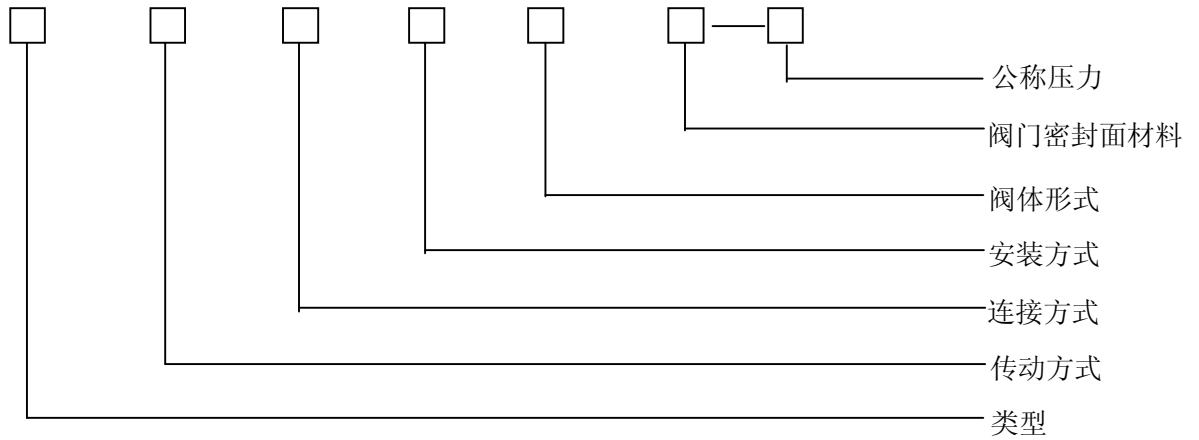 公称压力
阀门密封面材料
阀体形式
安装方式
连接方式
传动方式
类型